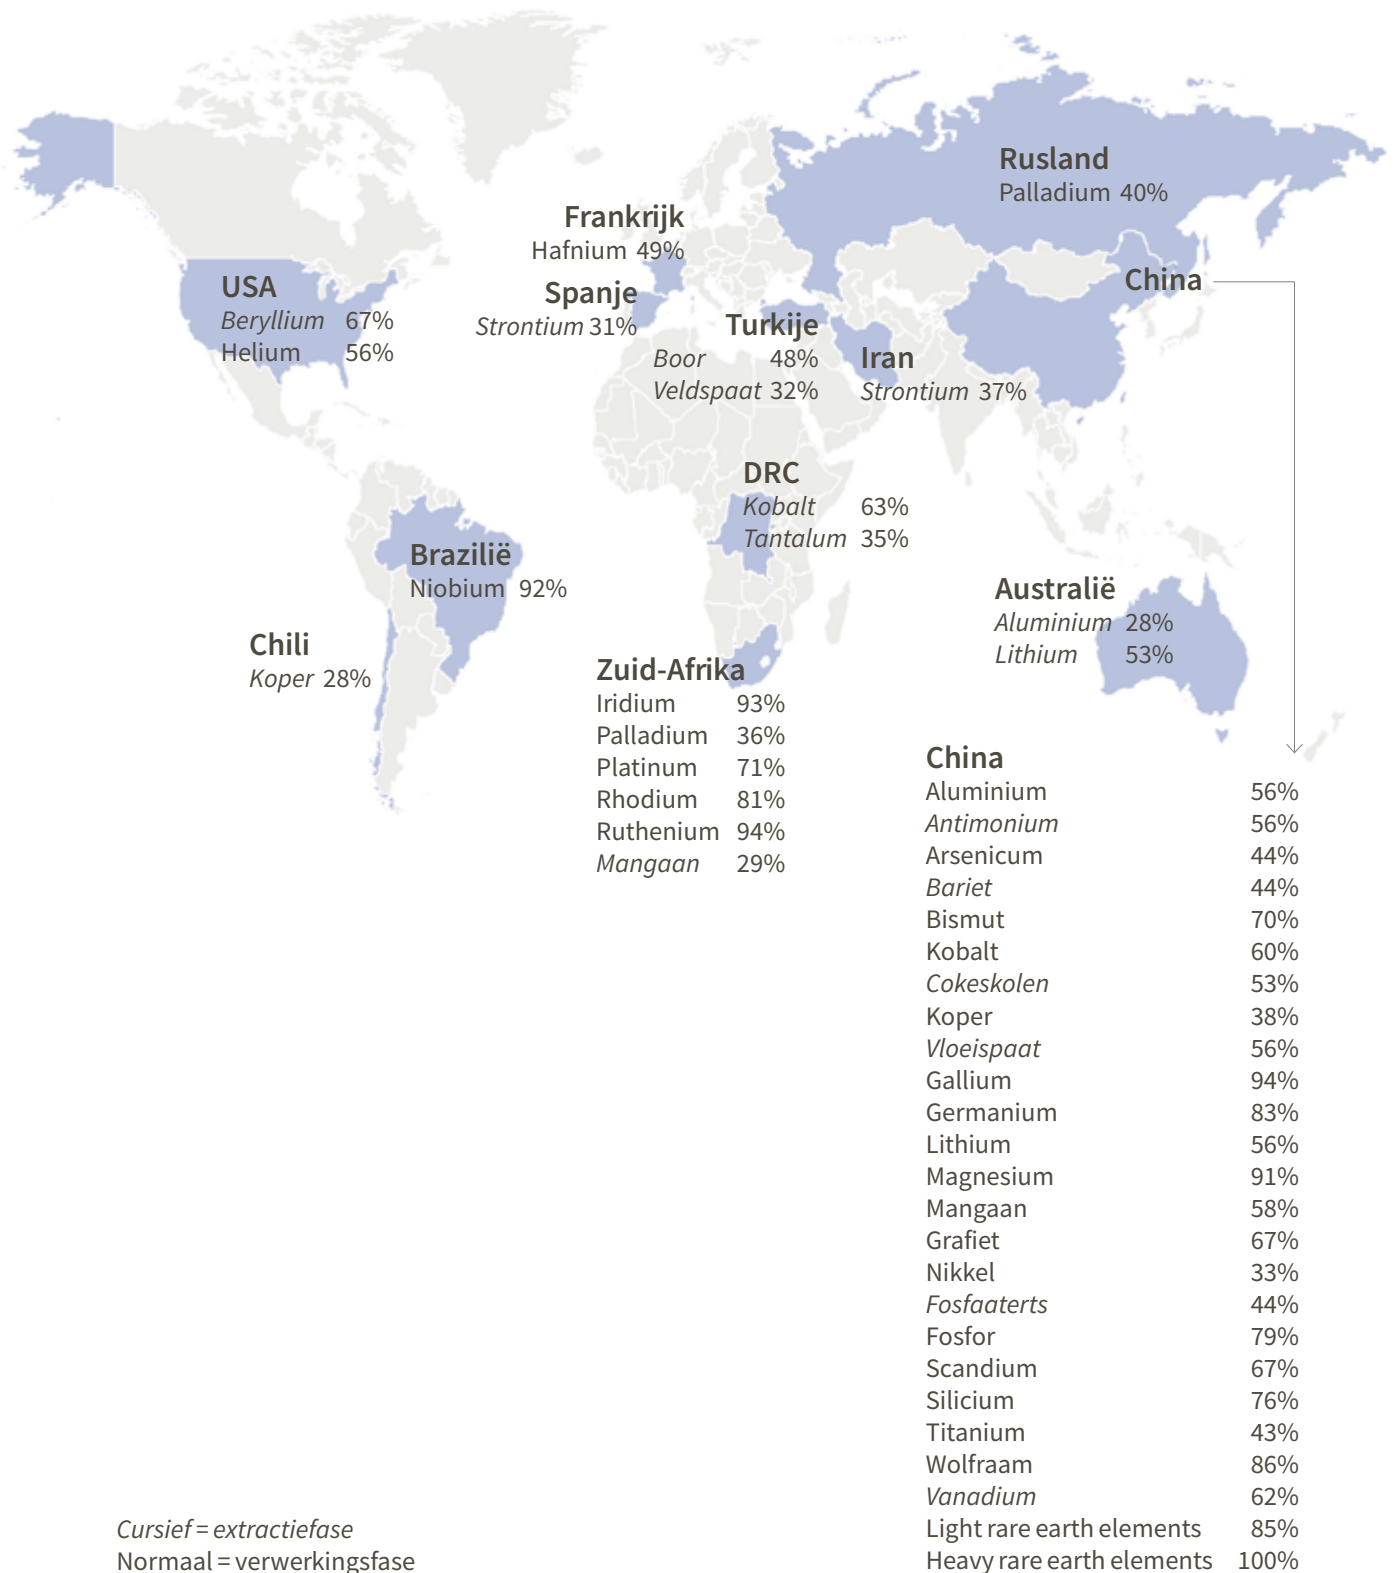 Rusland
Palladium 40%
Frankrijk
Hafnium 49%
China
USA
Beryllium 67%
Helium 56%
Spanje
Strontium 31%
Turkije
Boor 48%
Veldspaat 32%
Iran
Strontium 37%
DRC
Kobalt 63%
Tantalum 35%
Brazilië
Niobium 92%
Australië
Aluminium 28%
Lithium 53%
Chili
Koper 28%
Zuid-Afrika
Iridium 93%
Palladium 36%
Platinum 71%
Rhodium 81%
Ruthenium 94%
Mangaan 29%
China
Aluminium 56%
Antimonium 56%
Arsenicum 44%
Bariet 44%
Bismut 70%
Kobalt 60%
Cokeskolen 53%
Koper 38%
Vloeispaat 56%
Gallium 94%
Germanium 83%
Lithium 56%
Magnesium 91%
Mangaan 58%
Grafiet 67%
Nikkel 33%
Fosfaaterts 44%
Fosfor 79%
Scandium 67%
Silicium 76%
Titanium 43%
Wolfraam 86%
Vanadium 62%
Light rare earth elements 85%
Heavy rare earth elements 100%
Cursief = extractiefase
Normaal = verwerkingsfase